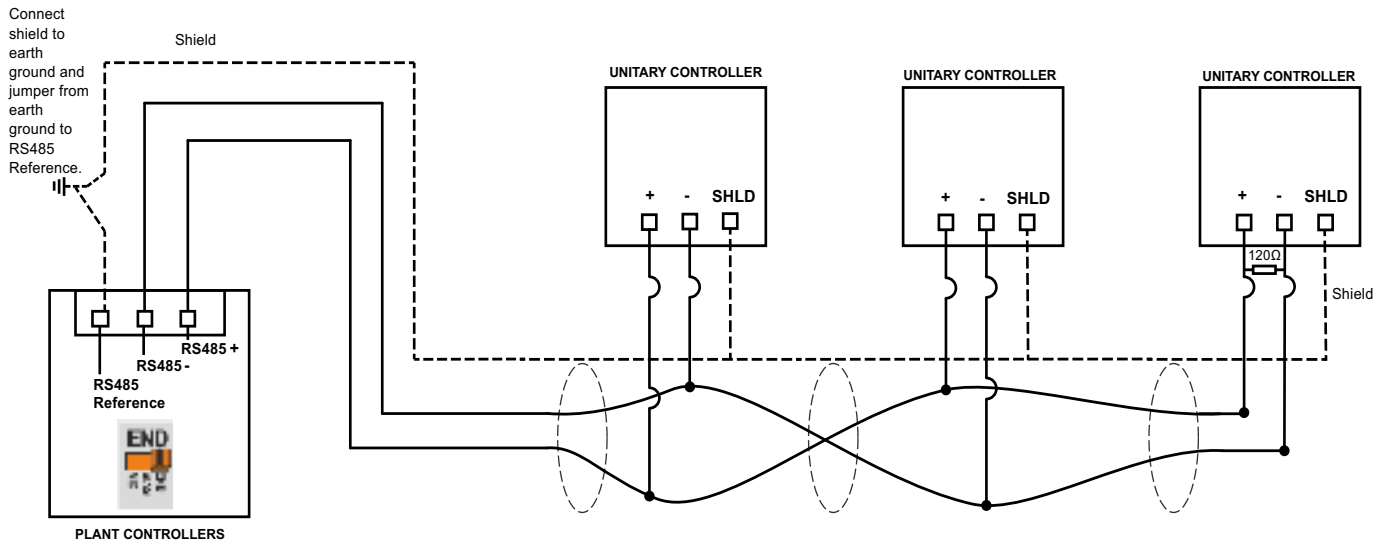 Connect
shield to
earth
ground and
jumper from
earth
ground to
RS485
Reference.
Shield
UNITARY CONTROLLER
+ - SHLD
UNITARY CONTROLLER
+ - SHLD
UNITARY CONTROLLER
+ - SHLD
120Ω
Shield
RS485 +
RS485 -
RS485
Reference
END
PLANT CONTROLLERS